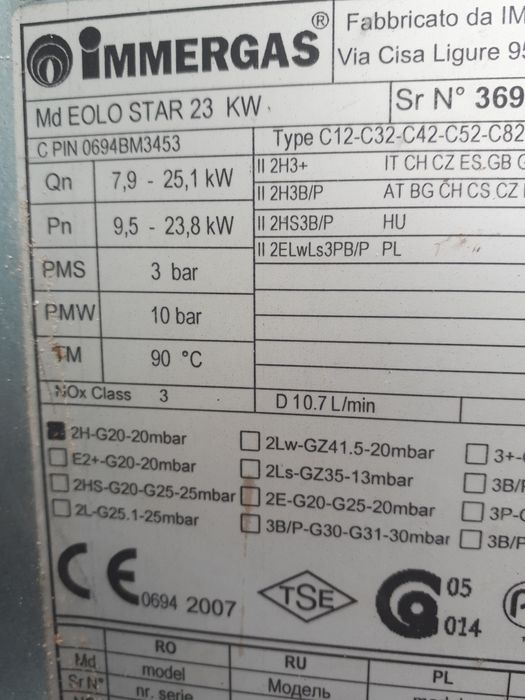 IMMERGAS ®
Fabbricato da IM
Via Cisa Ligure 95
Md EOLO STAR 23 KW
Sr N° 369
C PIN 0694BM3453
Type C12-C32-C42-C52-C82
Qn 7,9 - 25,1 kW
II 2H3+ IT CH CZ ES GB G
II 2H3B/P AT BG CH CS CZ
Pn 9,5 - 23,8 kW
II 2HS3B/P HU
II 2ELwLs3PB/P PL
PMS 3 bar
PMW 10 bar
TM 90 °C
NOx Class 3
D 10.7 L/min
2H-G20-20mbar
2Lw-GZ41.5-20mbar
3+-
E2+-G20-20mbar
2Ls-GZ35-13mbar
3B/
2HS-G20-G25-25mbar
2E-G20-G25-20mbar
3P-
2L-G25.1-25mbar
3B/P-G30-G31-30mbar
3B/P
CE 0694 2007
TSE
05
014
RO
RU
PL
Md.
model
Модель
Sr N°
nr. serie